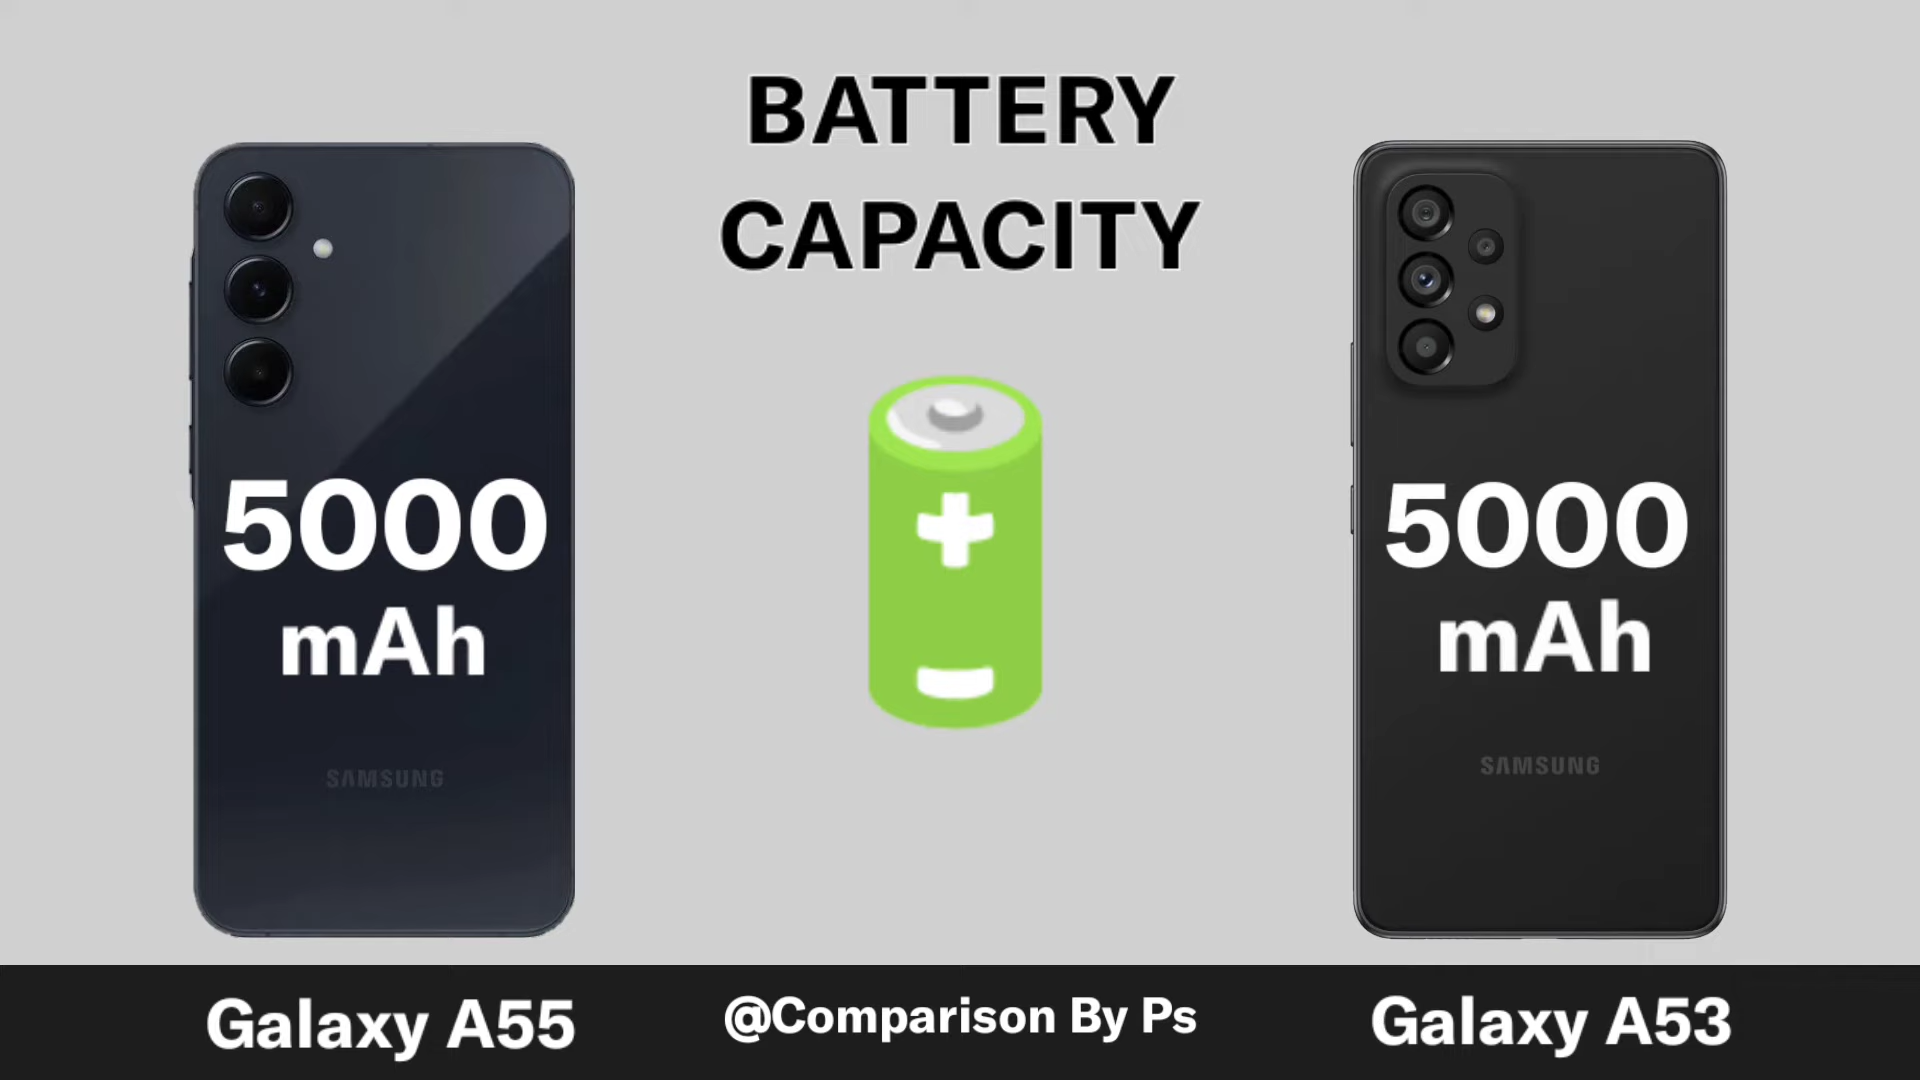 BATTERY
CAPACITY
5000
mAh
SAMSUNG
5000
mAh
SAMSUNG
Galaxy A55
@Comparison By Ps
Galaxy A53